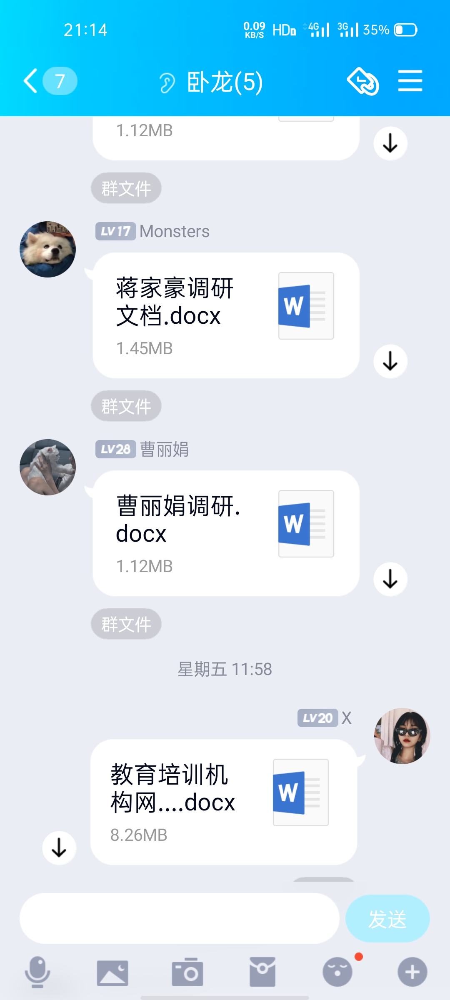 21:14
0.09 KB/S HD 4G 3G 35%
7
卧龙(5)
1.12MB
群文件
LV17 Monsters
蒋家豪调研
文档.docx
W
1.45MB
群文件
LV28 曹丽娟
曹丽娟调研.
docx
W
1.12MB
群文件
星期五 11:58
LV20 X
优秀
教育培训机
构网....docx
W
8.26MB
发送